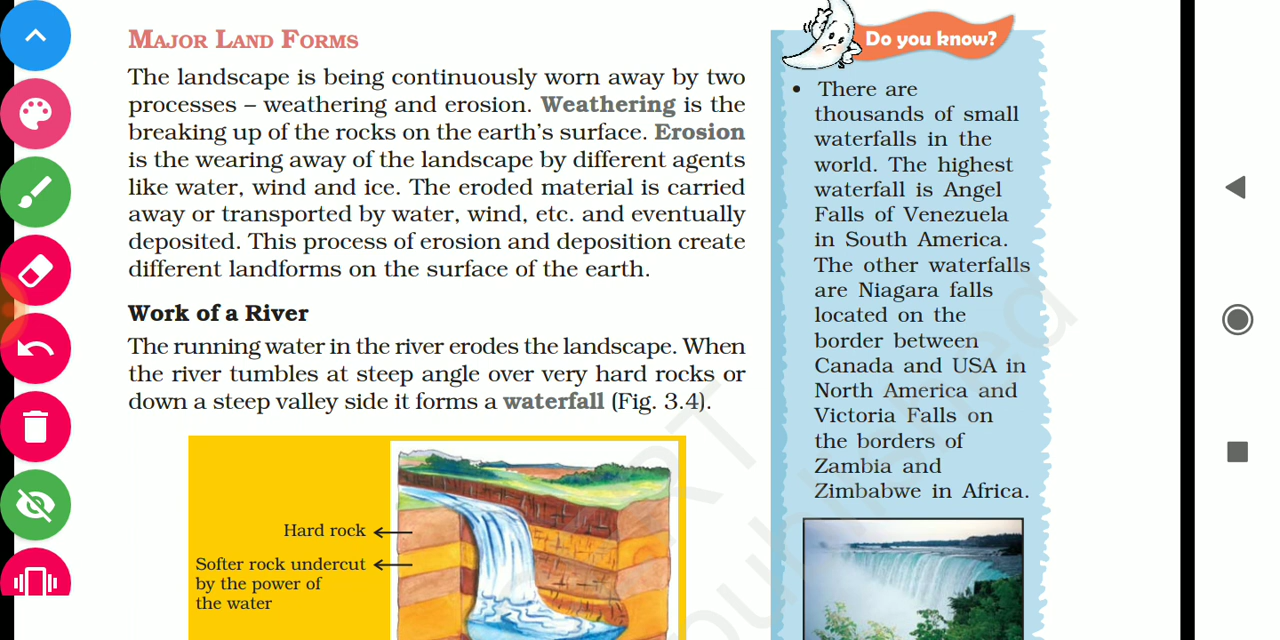 MAJOR LAND FORMS
The landscape is being continuously worn away by two
processes – weathering and erosion. Weathering is the
breaking up of the rocks on the earth's surface. Erosion
is the wearing away of the landscape by different agents
like water, wind and ice. The eroded material is carried
away or transported by water, wind, etc. and eventually
deposited. This process of erosion and deposition create
different landforms on the surface of the earth.
Work of a River
The running water in the river erodes the landscape. When
the river tumbles at steep angle over very hard rocks or
down a steep valley side it forms a waterfall (Fig. 3.4).
Hard rock
Softer rock undercut
by the power of
the water
Do you know?
• There are
thousands of small
waterfalls in the
world. The highest
waterfall is Angel
Falls of Venezuela
in South America.
The other waterfalls
are Niagara falls
located on the
border between
Canada and USA in
North America and
Victoria Falls on
the borders of
Zambia and
Zimbabwe in Africa.